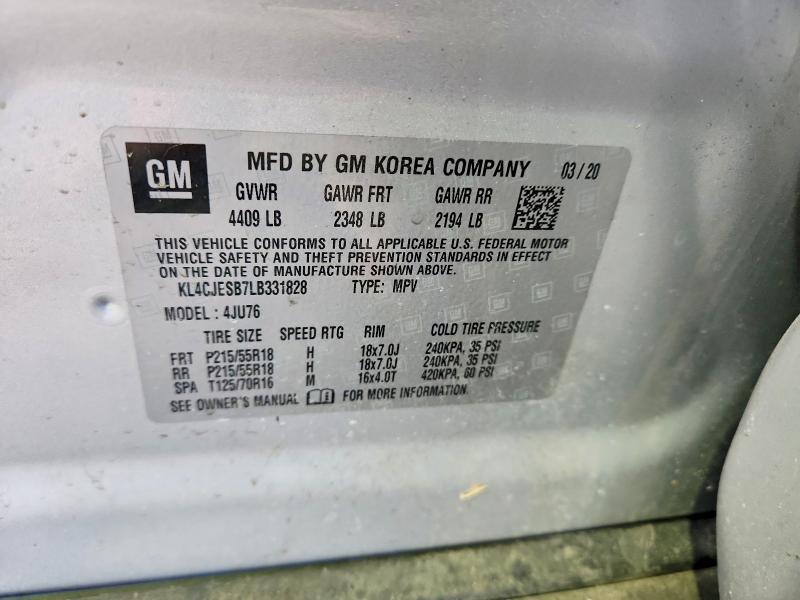 GM MFD BY GM KOREA COMPANY 03/20
GVWR GAWR FRT GAWR RR
4409 LB 2348 LB 2194 LB
THIS VEHICLE CONFORMS TO ALL APPLICABLE U.S. FEDERAL MOTOR
VEHICLE SAFETY AND THEFT PREVENTION STANDARDS IN EFFECT
ON THE DATE OF MANUFACTURE SHOWN ABOVE.
KL4CJESB7LB331828 TYPE: MPV
MODEL: 4JU76
TIRE SIZE SPEED RTG RIM COLD TIRE PRESSURE
FRT P215/55R18 H 18x7.0J 240KPA, 35 PSI
RR P215/55R18 H 18x7.0J 240KPA, 35 PSI
SPA T125/70R16 M 16x4.0T 420KPA, 60 PSI
SEE OWNER'S MANUAL FOR MORE INFORMATION.